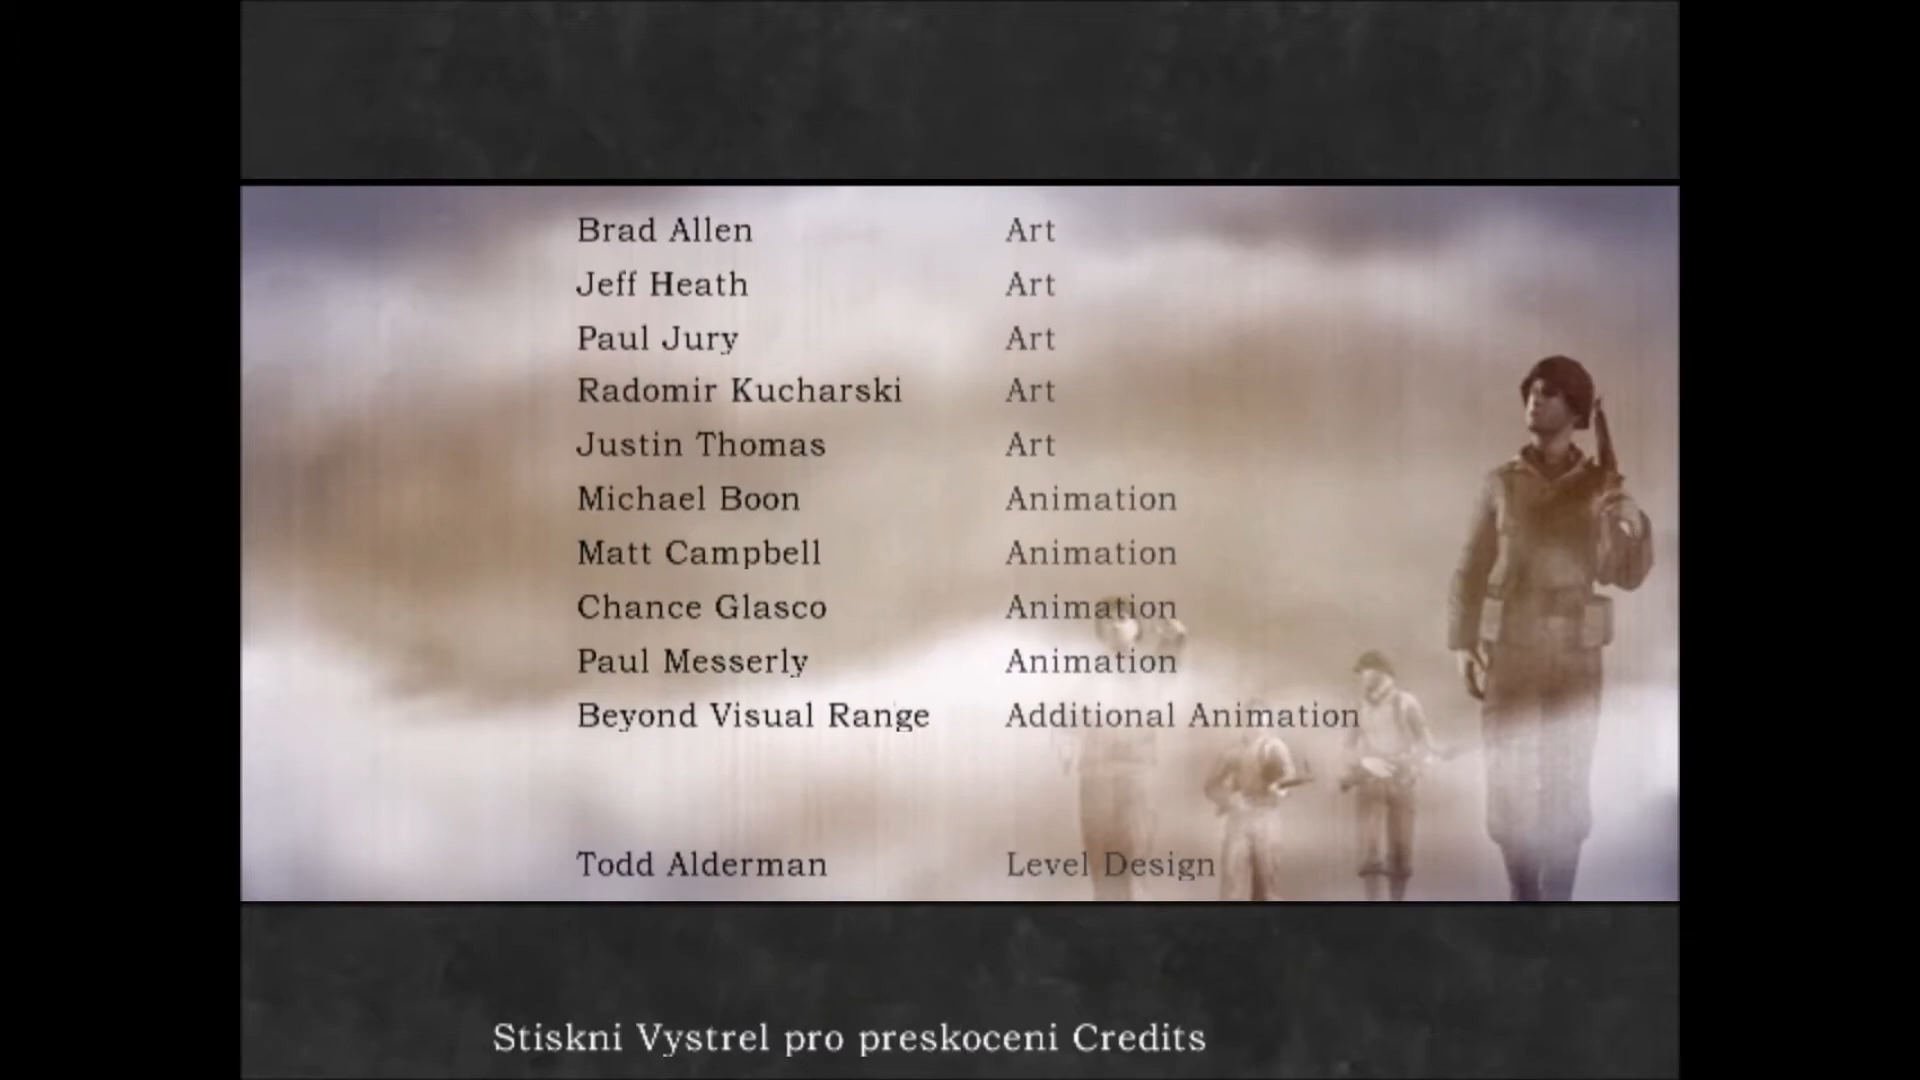 Brad Allen Art
Jeff Heath Art
Paul Jury Art
Radomir Kucharski Art
Justin Thomas Art
Michael Boon Animation
Matt Campbell Animation
Chance Glasco Animation
Paul Messerly Animation
Beyond Visual Range Additional Animation
Todd Alderman Level Design
Stiskni Vystrel pro preskoceni Credits